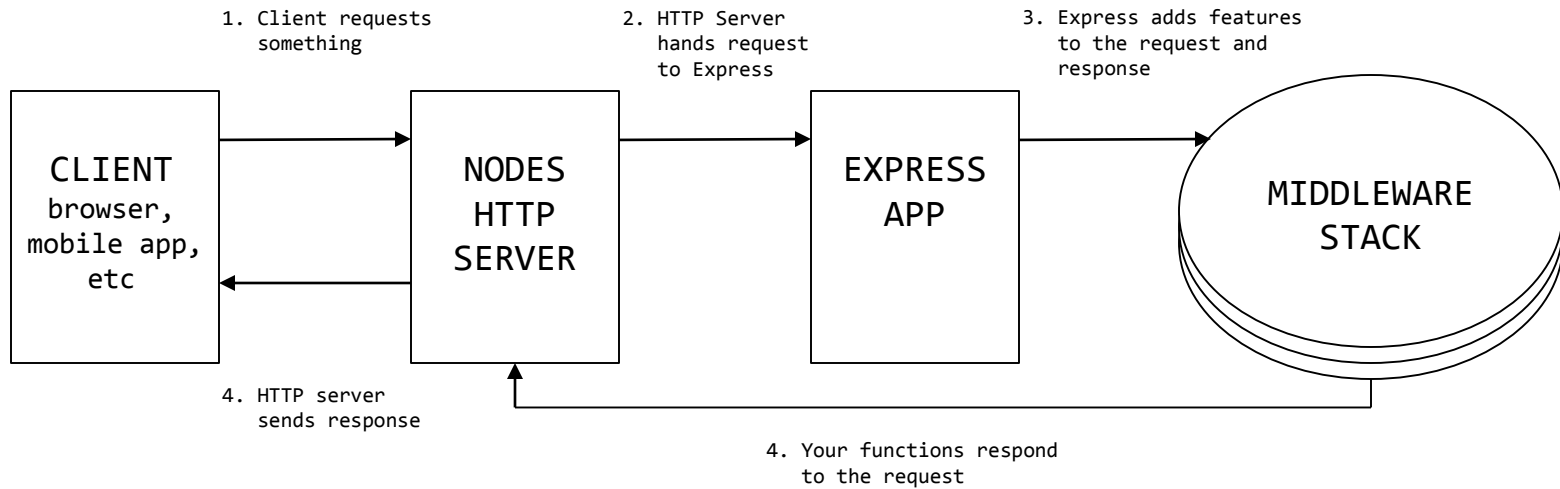 1. Client requests
something
2. HTTP Server
hands request
to Express
3. Express adds features
to the request and
response
CLIENT
browser,
mobile app,
etc
NODES
HTTP
SERVER
EXPRESS
APP
MIDDLEWARE
STACK
4. HTTP server
sends response
4. Your functions respond
to the request